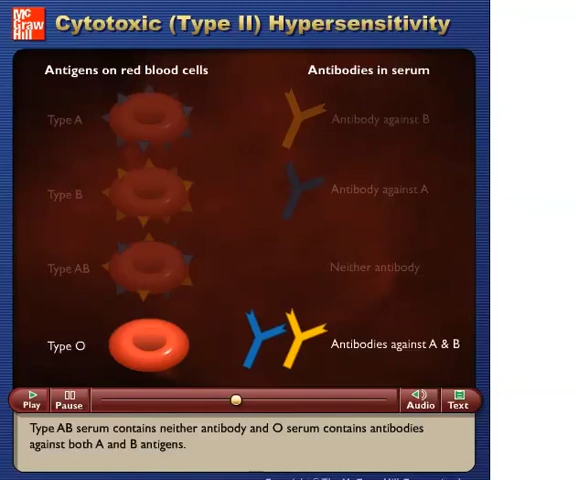 Mc
Graw
Hill
Cytotoxic (Type II) Hypersensitivity
Antigens on red blood cells
Antibodies in serum
Type A
Antibody against B
Type B
Antibody against A
Type AB
Neither antibody
Type O
Antibodies against A & B
Play
Pause
Audio
Text
Type AB serum contains neither antibody and O serum contains antibodies
against both A and B antigens.